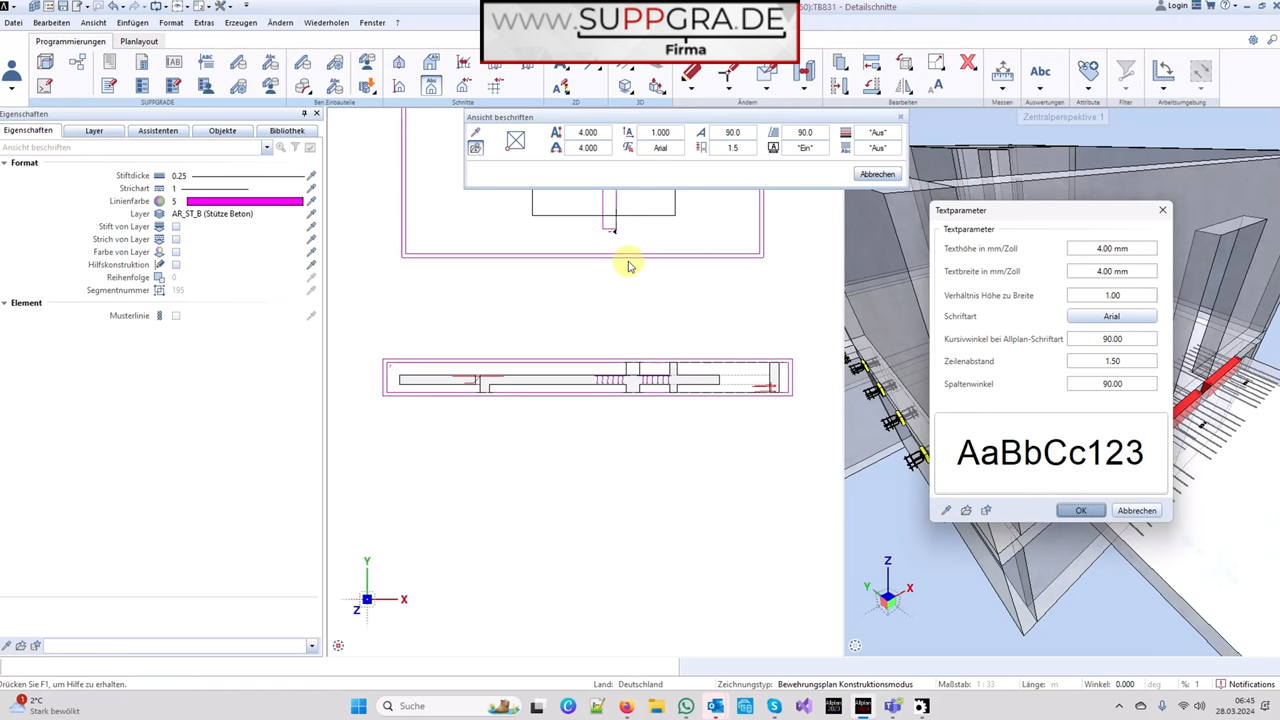 50):TB831 - Detailschnitte
Login
Datei Bearbeiten Ansicht Einfügen Format Extras Erzeugen Ändern Wiederholen Fenster ?
www.SUPPGRA.DE
Firma
Programmierungen Planlayout
Abc
SUPPGRADE Ben.Einbauteile Schnitte 2D 3D Ändern Bearbeiten Messen Auswertungen Attribute Filter Arbeitsumgebung
Eigenschaften
Eigenschaften Layer Assistenten Objekte Bibliothek
Ansicht beschriften
Format
Stiftdicke 0.25
Strichart 1
Linienfarbe 5
Layer AR_ST_B (Stütze Beton)
Stift von Layer
Strich von Layer
Farbe von Layer
Hilfskonstruktion
Reihenfolge 0
Segmentnummer 195
Element
Musterlinie
Ansicht beschriften
4.000 1.000 90.0 90.0 "Aus"
4.000 Arial 1.5 "Ein" "Aus"
Abbrechen
Zentralperspektive:1
Textparameter
Textparameter
Texthöhe in mm/Zoll 4.00 mm
Textbreite in mm/Zoll 4.00 mm
Verhältnis Höhe zu Breite 1.00
Schriftart Arial
Kursivwinkel bei Allplan-Schriftart 90.00
Zeilenabstand 1.50
Spaltenwinkel 90.00
AaBbCc123
OK Abbrechen
Y
X
Z
Z
Y
X
Drücken Sie F1, um Hilfe zu erhalten.
Land: Deutschland Zeichnungstyp: Bewehrungsplan Konstruktionsmodus Maßstab: 1 : 33 Länge: m Winkel: 0.000 deg %: 1 Notifications
1 2°C
Stark bewölkt
Suche
06:45
28.03.2024